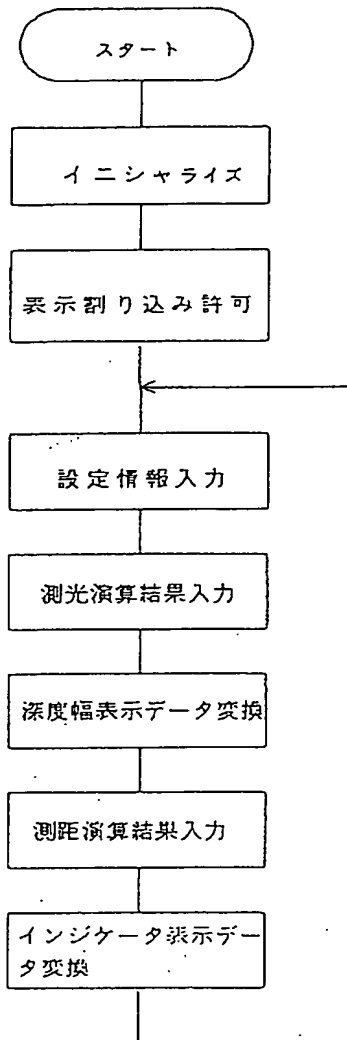 スタート
イニシャライズ
表示割り込み許可
設定情報入力
測光演算結果入力
深度幅表示データ変換
測距演算結果入力
インジケータ表示デー
タ変換